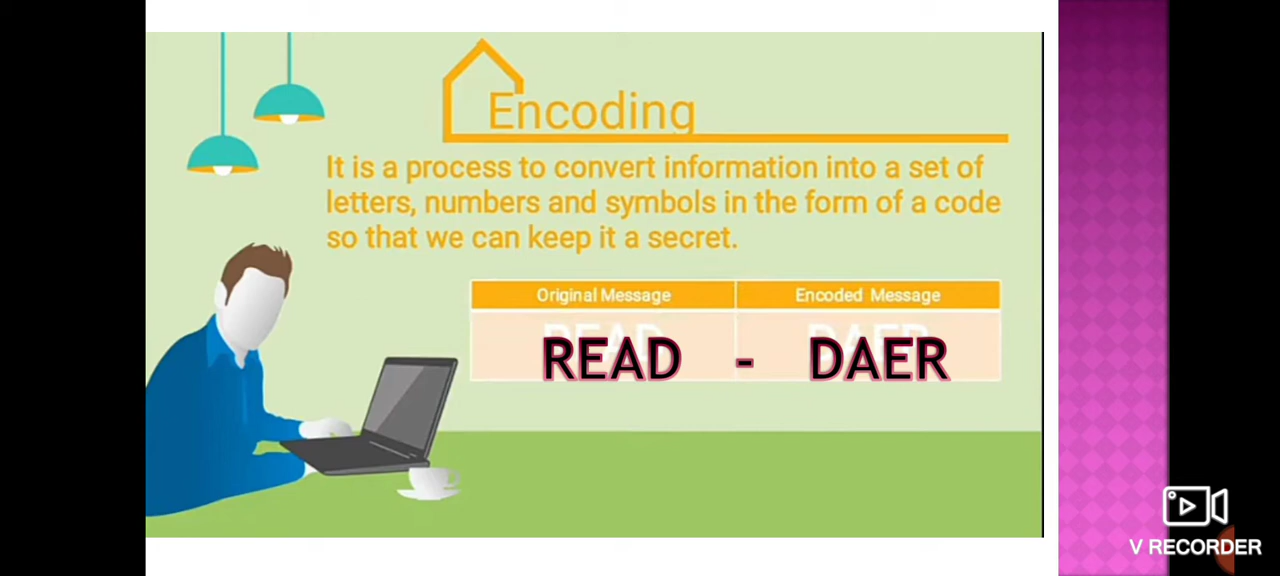 Encoding
It is a process to convert information into a set of
letters, numbers and symbols in the form of a code
so that we can keep it a secret.
Original Message Encoded Message
READ - DAER
V RECORDER